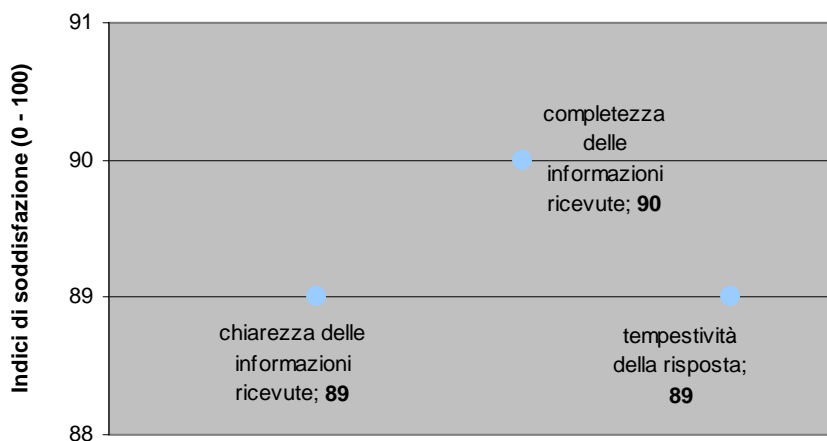 91
90
89
88
Indici di soddisfazione (0 - 100)
completezza
delle
informazioni
ricevute; 90
chiarezza delle
informazioni
ricevute; 89
tempestività
della risposta;
89